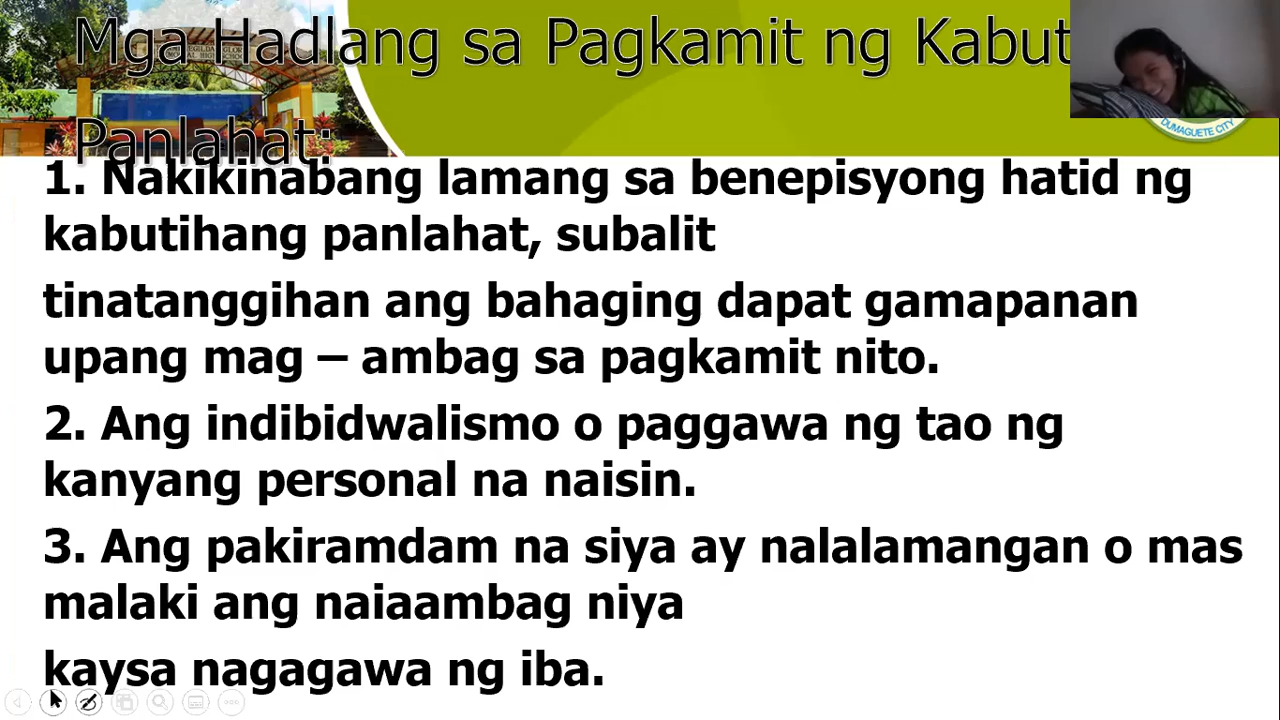 Mga Hadlang sa Pagkamit ng Kabut
Panlahat:
1. Nakikinabang lamang sa benepisyong hatid ng
kabutihang panlahat, subalit
tinatanggihan ang bahaging dapat gamapanan
upang mag – ambag sa pagkamit nito.
2. Ang indibidwalismo o paggawa ng tao ng
kanyang personal na naisin.
3. Ang pakiramdam na siya ay nalalamangan o mas
malaki ang naiaambag niya
kaysa nagagawa ng iba.
DUMAGUETE CITY